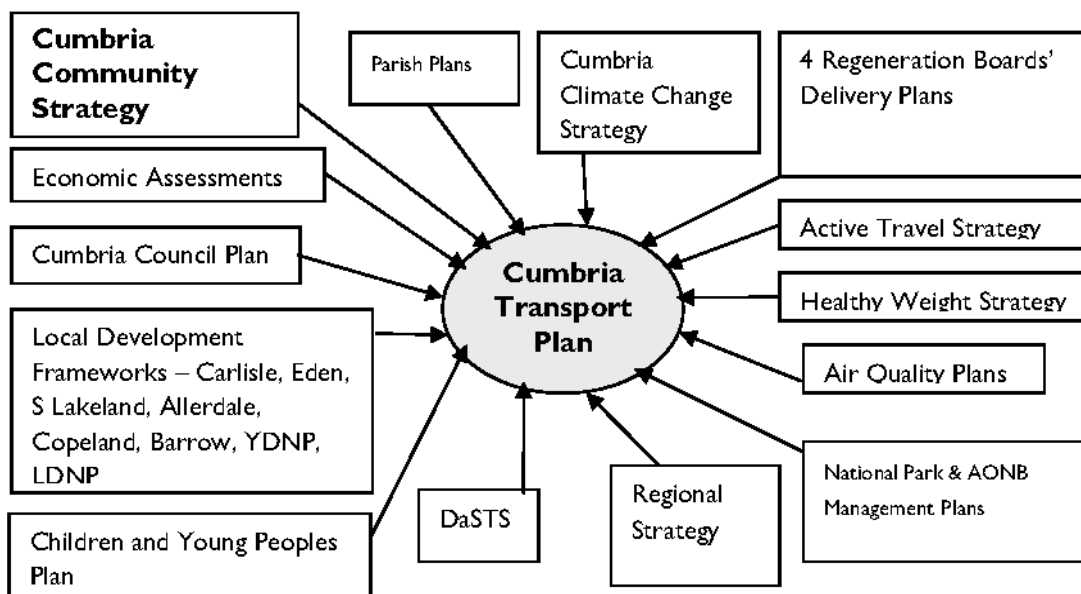 Cumbria
Community
Strategy
Parish Plans
Cumbria
Climate Change
Strategy
4 Regeneration Boards'
Delivery Plans
Economic Assessments
Active Travel Strategy
Cumbria Council Plan
Cumbria
Transport
Plan
Healthy Weight Strategy
Local Development
Frameworks – Carlisle, Eden,
S Lakeland, Allerdale,
Copeland, Barrow, YDNP,
LDNP
Air Quality Plans
National Park & AONB
Management Plans
Regional
Strategy
DaSTS
Children and Young Peoples
Plan